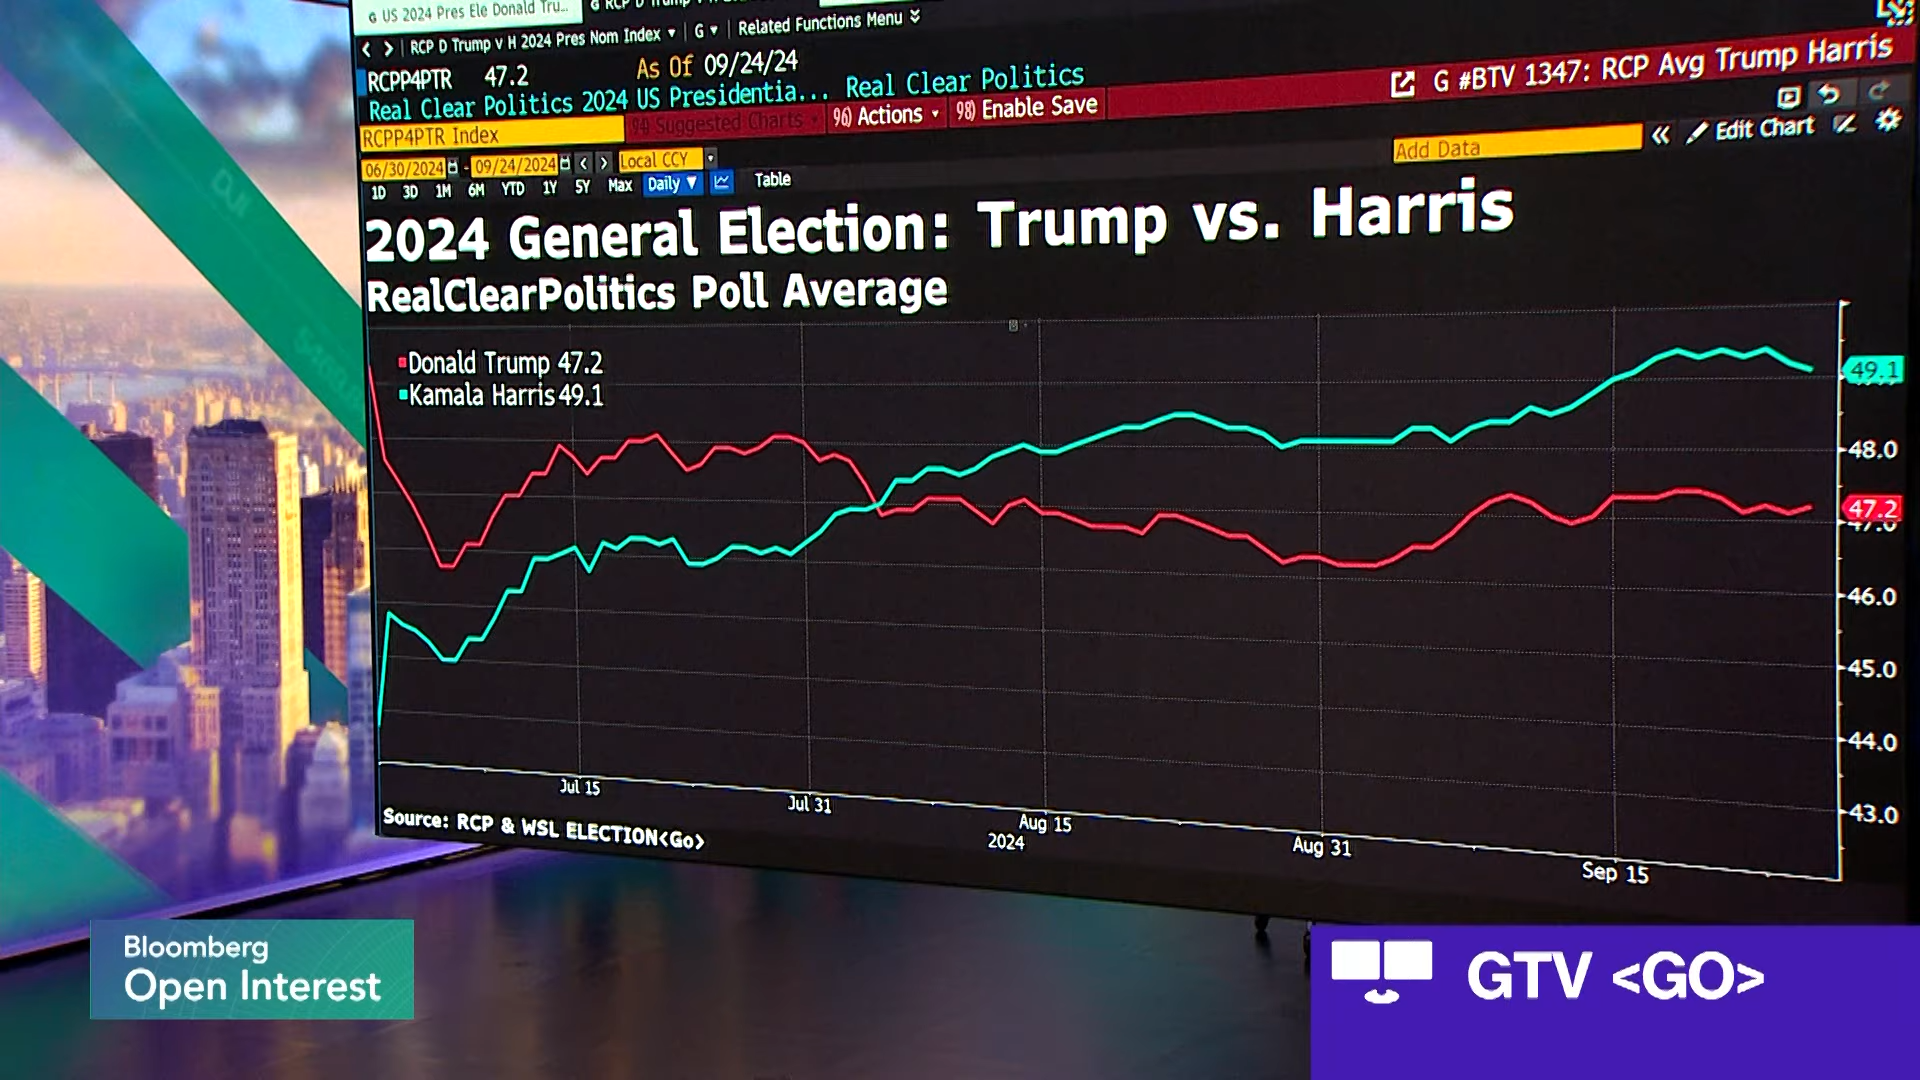 G US 2024 Pres Ele Donald Tru...
RCP D Trump v H 2024 Pres Nom Index
G
Related Functions Menu
RCPP4PTR 47.2
As Of 09/24/24
Real Clear Politics 2024 US Presidentia... Real Clear Politics
G #BTV 1347: RCP Avg Trump Harris
RCPP4PTR Index
94) Suggested Charts
96) Actions
98) Enable Save
06/30/2024 - 09/24/2024
Local CCY
Add Data
Edit Chart
1D 3D 1M 6M YTD 1Y 5Y Max Daily Table
2024 General Election: Trump vs. Harris
RealClearPolitics Poll Average
Donald Trump 47.2
Kamala Harris 49.1
49.1
48.0
47.2
47.0
46.0
45.0
44.0
43.0
Jul 15
Jul 31
Aug 15
Aug 31
Sep 15
2024
Source: RCP & WSL ELECTION<Go>
Bloomberg
Open Interest
GTV <GO>